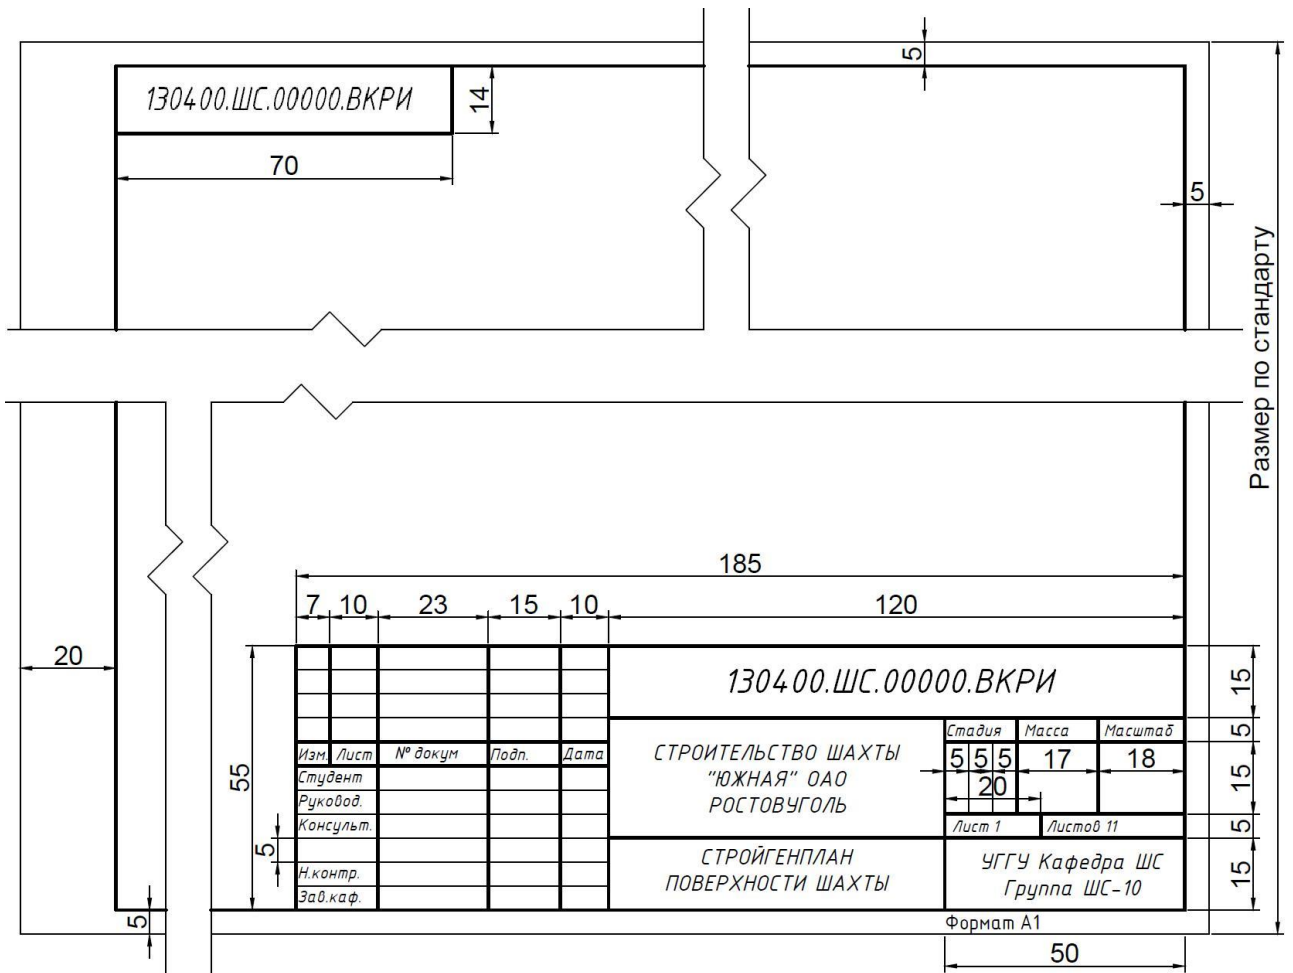 5
130400.ШС.00000.ВКРИ
14
70
5
Размер по стандарту
185
7 10 23 15 10 120
20
130400.ШС.00000.ВКРИ
15
Стадия Масса Масштаб
5
Изм. Лист № докум Подп. Дата
СТРОИТЕЛЬСТВО ШАХТЫ
"ЮЖНАЯ" ОАО
РОСТОВУГОЛЬ
5 5 5 17 18
20
15
55
Студент
Руковод.
Консульт.
Лист 1 Листов 11
5
5
Н.контр.
Зав.каф.
СТРОЙГЕНПЛАН
ПОВЕРХНОСТИ ШАХТЫ
УГГУ Кафедра ШС
Группа ШС-10
15
5
Формат А1
50